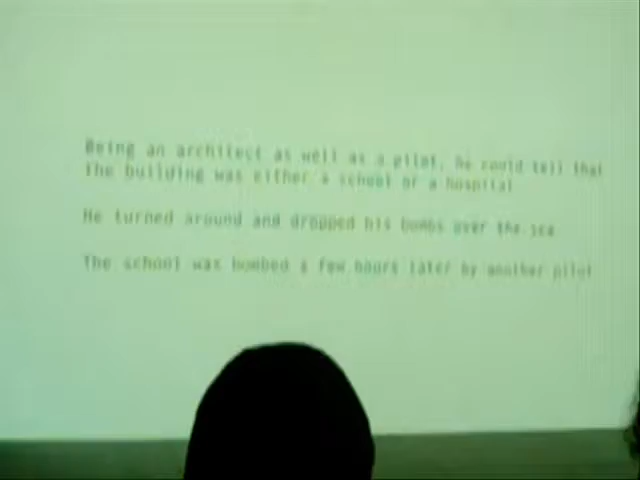 Being an architect as well as a pilot, he could tell that
the building was either a school or a hospital
He turned around and dropped his bombs over the sea
The school was bombed a few hours later by another pilot